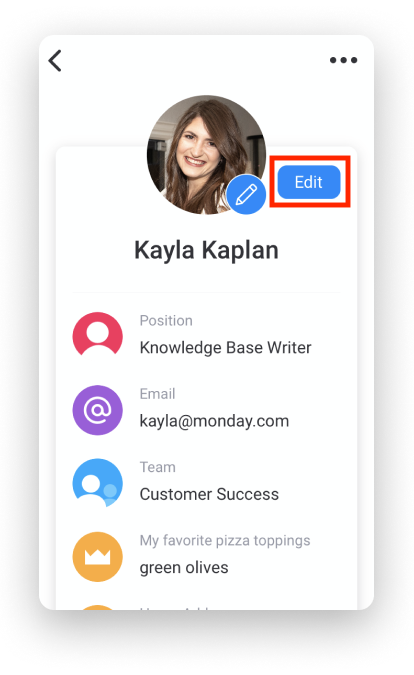 Edit
Kayla Kaplan
Position
Knowledge Base Writer
Email
kayla@monday.com
Team
Customer Success
My favorite pizza toppings
green olives